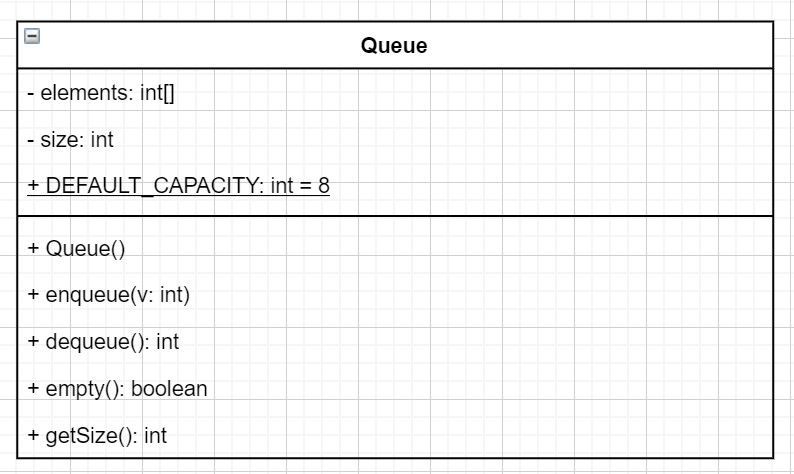 Queue
- elements: int[]
- size: int
+ DEFAULT_CAPACITY: int = 8
+ Queue()
+ enqueue(v: int)
+ dequeue(): int
+ empty(): boolean
+ getSize(): int